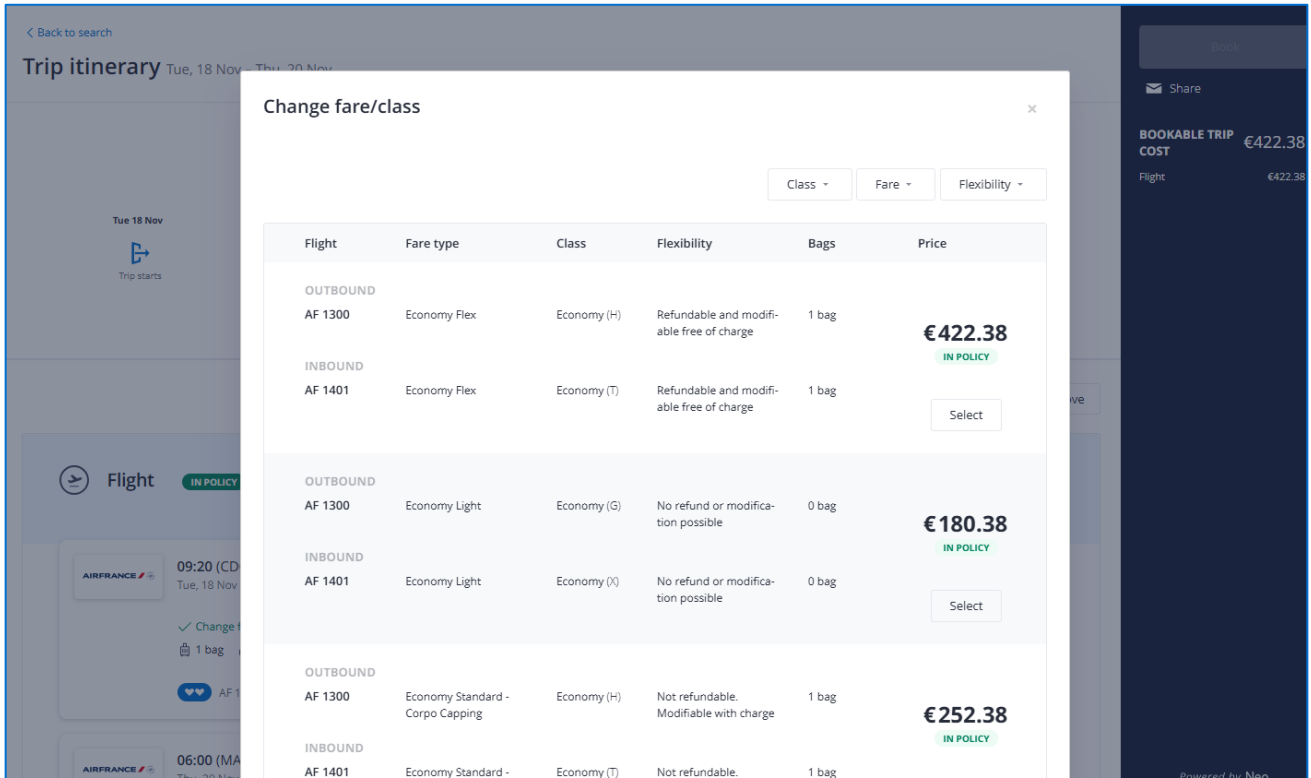 Back to search
Trip itinerary Tue, 18 Nov - Thu, 20 Nov
Book
Share
BOOKABLE TRIP COST €422.38
Flight €422.38
Tue 18 Nov
Trip starts
Change fare/class
×
Class Fare Flexibility
Flight Fare type Class Flexibility Bags Price
OUTBOUND
AF 1300 Economy Flex Economy (H) Refundable and modifi-
able free of charge 1 bag
€422.38
IN POLICY
INBOUND
AF 1401 Economy Flex Economy (T) Refundable and modifi-
able free of charge 1 bag
Select
OUTBOUND
AF 1300 Economy Light Economy (G) No refund or modifica-
tion possible 0 bag
€180.38
IN POLICY
INBOUND
AF 1401 Economy Light Economy (X) No refund or modifica-
tion possible 0 bag
Select
OUTBOUND
AF 1300 Economy Standard -
Corpo Capping Economy (H) Not refundable.
Modifiable with charge 1 bag
€252.38
IN POLICY
INBOUND
AF 1401 Economy Standard - Economy (T) Not refundable. 1 bag
Flight IN POLICY
AIRFRANCE
09:20 (CD
Tue, 18 Nov
Change f
1 bag
AF 1
AIRFRANCE
06:00 (MA
Thu, 20 Nov
Powered by Neo